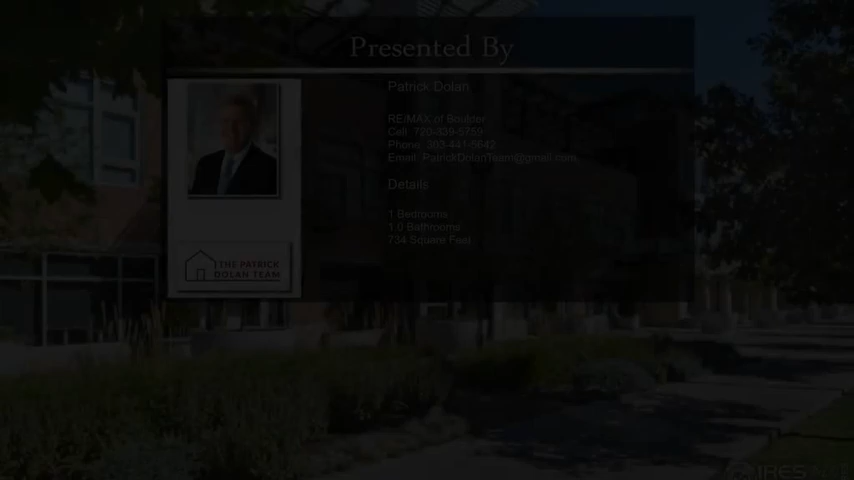 Presented By
Patrick Dolan
RE/MAX of Boulder
Cell: 720-839-5759
Phone: 303-441-5642
Email: PatrickDolanTeam@gmail.com
Details
1 Bedrooms
1.0 Bathrooms
734 Square Feet
THE PATRICK
DOLAN TEAM
IRES